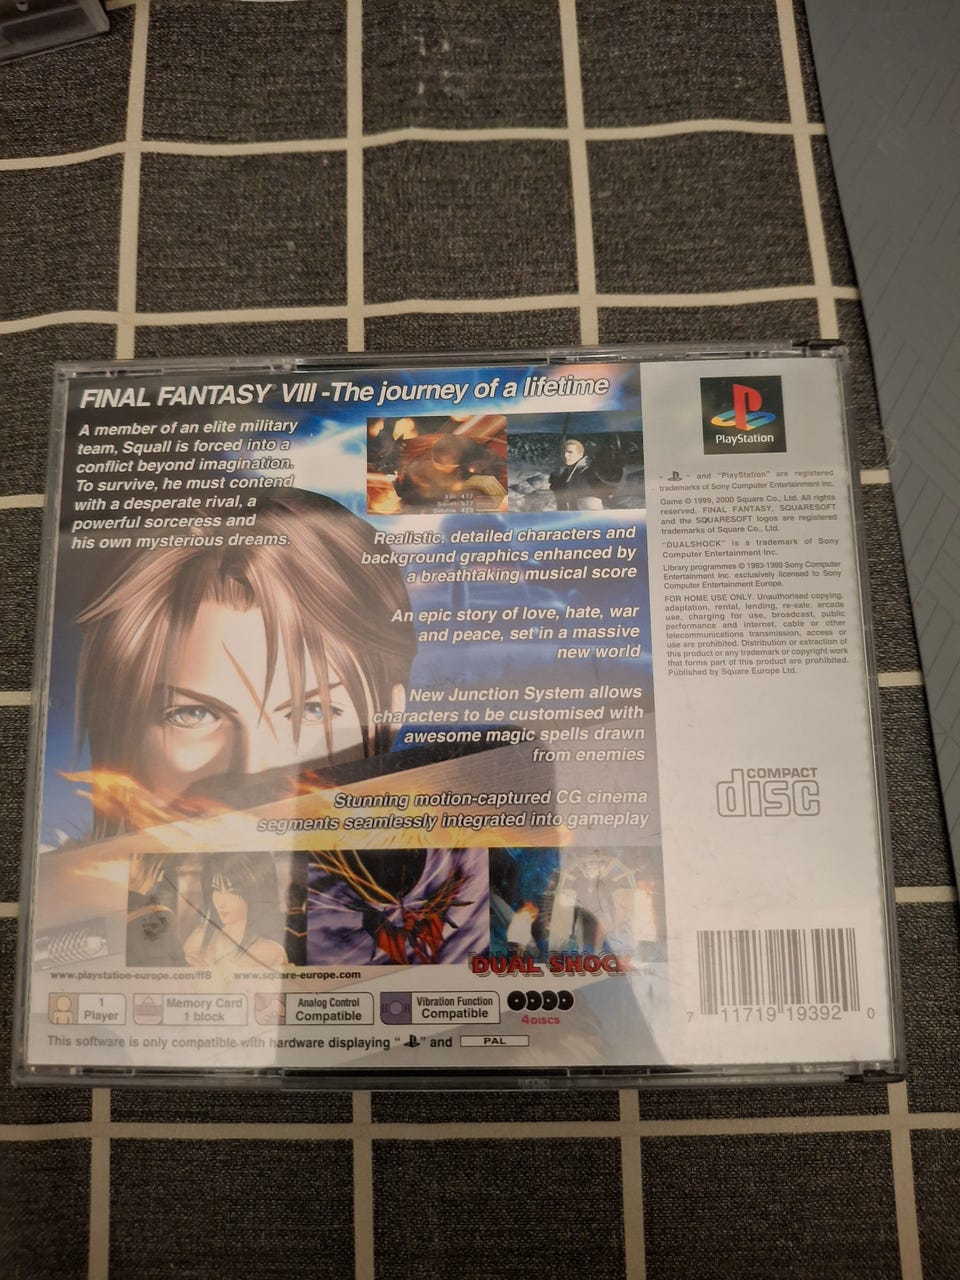 FINAL FANTASY® VIII -The journey of a lifetime
A member of an elite military
team, Squall is forced into a
conflict beyond imagination.
To survive, he must contend
with a desperate rival, a
powerful sorceress and
his own mysterious dreams.
Realistic, detailed characters and
background graphics enhanced by
a breathtaking musical score
An epic story of love, hate, war
and peace, set in a massive
new world
New Junction System allows
characters to be customised with
awesome magic spells drawn
from enemies
Stunning motion-captured CG cinema
segments seamlessly integrated into gameplay
www.playstation-europe.com/ff8 www.square-europe.com
DUAL SHOCK™
1
Player
Memory Card
1 block
Analog Control
Compatible
Vibration Function
Compatible
4 DISCS
This software is only compatible with hardware displaying " " and PAL
PlayStation
" " and "PlayStation" are registered
trademarks of Sony Computer Entertainment Inc.
Game © 1999, 2000 Square Co., Ltd. All rights
reserved. FINAL FANTASY, SQUARESOFT
and the SQUARESOFT logos are registered
trademarks of Square Co., Ltd.
"DUALSHOCK" is a trademark of Sony
Computer Entertainment Inc.
Library programmes © 1993-1999 Sony Computer
Entertainment Inc. exclusively licensed to Sony
Computer Entertainment Europe.
FOR HOME USE ONLY. Unauthorised copying,
adaptation, rental, lending, re-sale, arcade
use, charging for use, broadcast, public
performance and internet, cable or other
telecommunications transmission, access or
use are prohibited. Distribution or extraction of
this product or any trademark or copyright work
that forms part of this product are prohibited.
Published by Square Europe Ltd.
COMPACT
disc
7 11719 19392 0